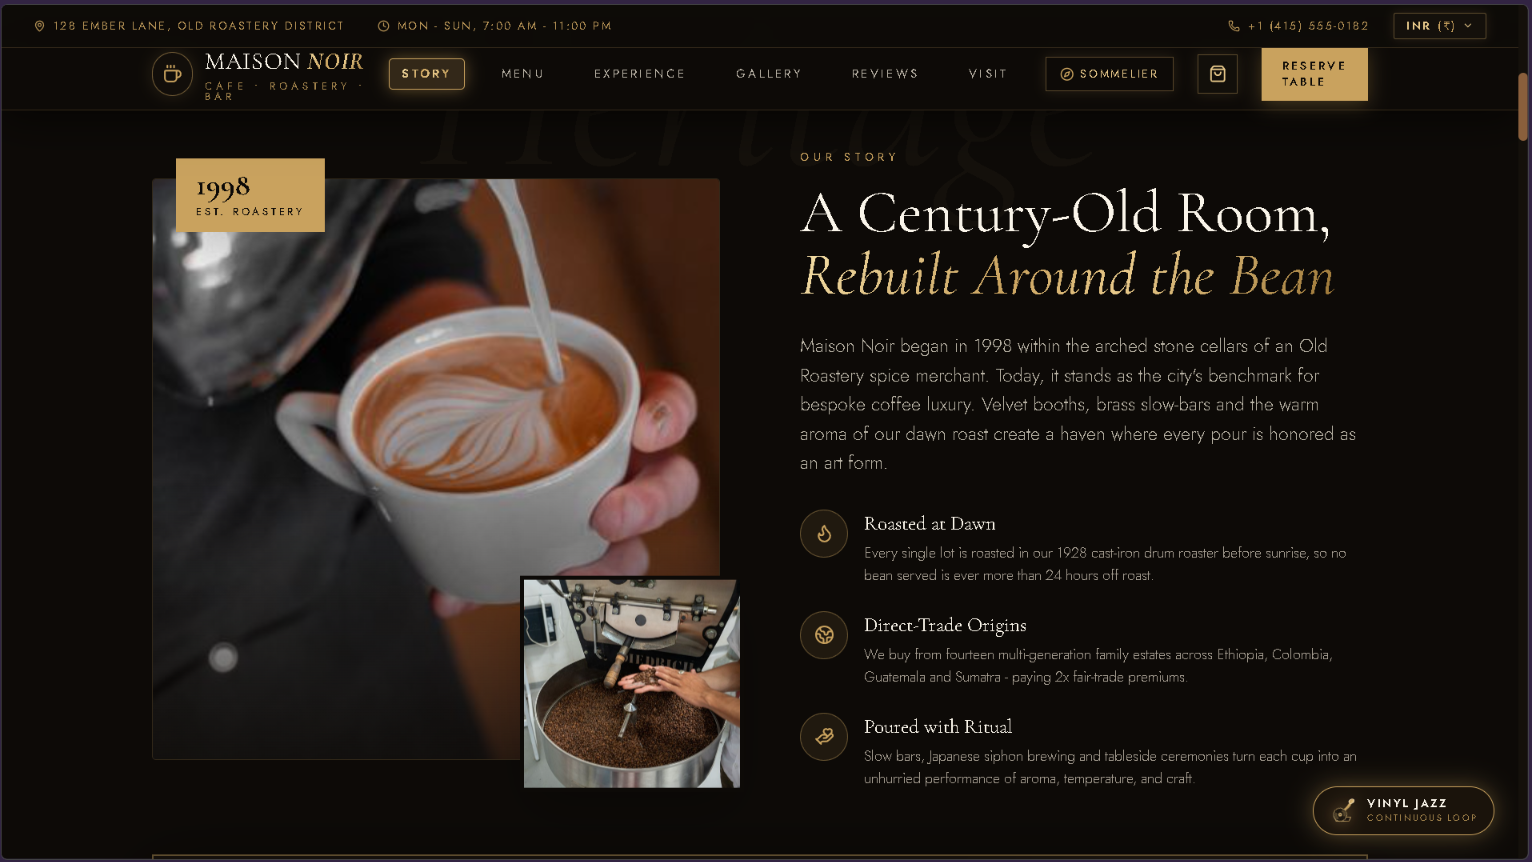 128 EMBER LANE, OLD ROASTERY DISTRICT
MON - SUN, 7:00 AM - 11:00 PM
+1 (415) 555-0182
INR (₹)
MAISON NOIR
CAFE · ROASTERY ·
BAR
STORY
MENU
EXPERIENCE
GALLERY
REVIEWS
VISIT
SOMMELIER
RESERVE
TABLE
Heritage
1998
EST. ROASTERY
OUR STORY
A Century-Old Room,
Rebuilt Around the Bean
Maison Noir began in 1998 within the arched stone cellars of an Old
Roastery spice merchant. Today, it stands as the city's benchmark for
bespoke coffee luxury. Velvet booths, brass slow-bars and the warm
aroma of our dawn roast create a haven where every pour is honored as
an art form.
Roasted at Dawn
Every single lot is roasted in our 1928 cast-iron drum roaster before sunrise, so no
bean served is ever more than 24 hours off roast.
Direct-Trade Origins
We buy from fourteen multi-generation family estates across Ethiopia, Colombia,
Guatemala and Sumatra - paying 2x fair-trade premiums.
Poured with Ritual
Slow bars, Japanese siphon brewing and tableside ceremonies turn each cup into an
unhurried performance of aroma, temperature, and craft.
VINYL JAZZ
CONTINUOUS LOOP